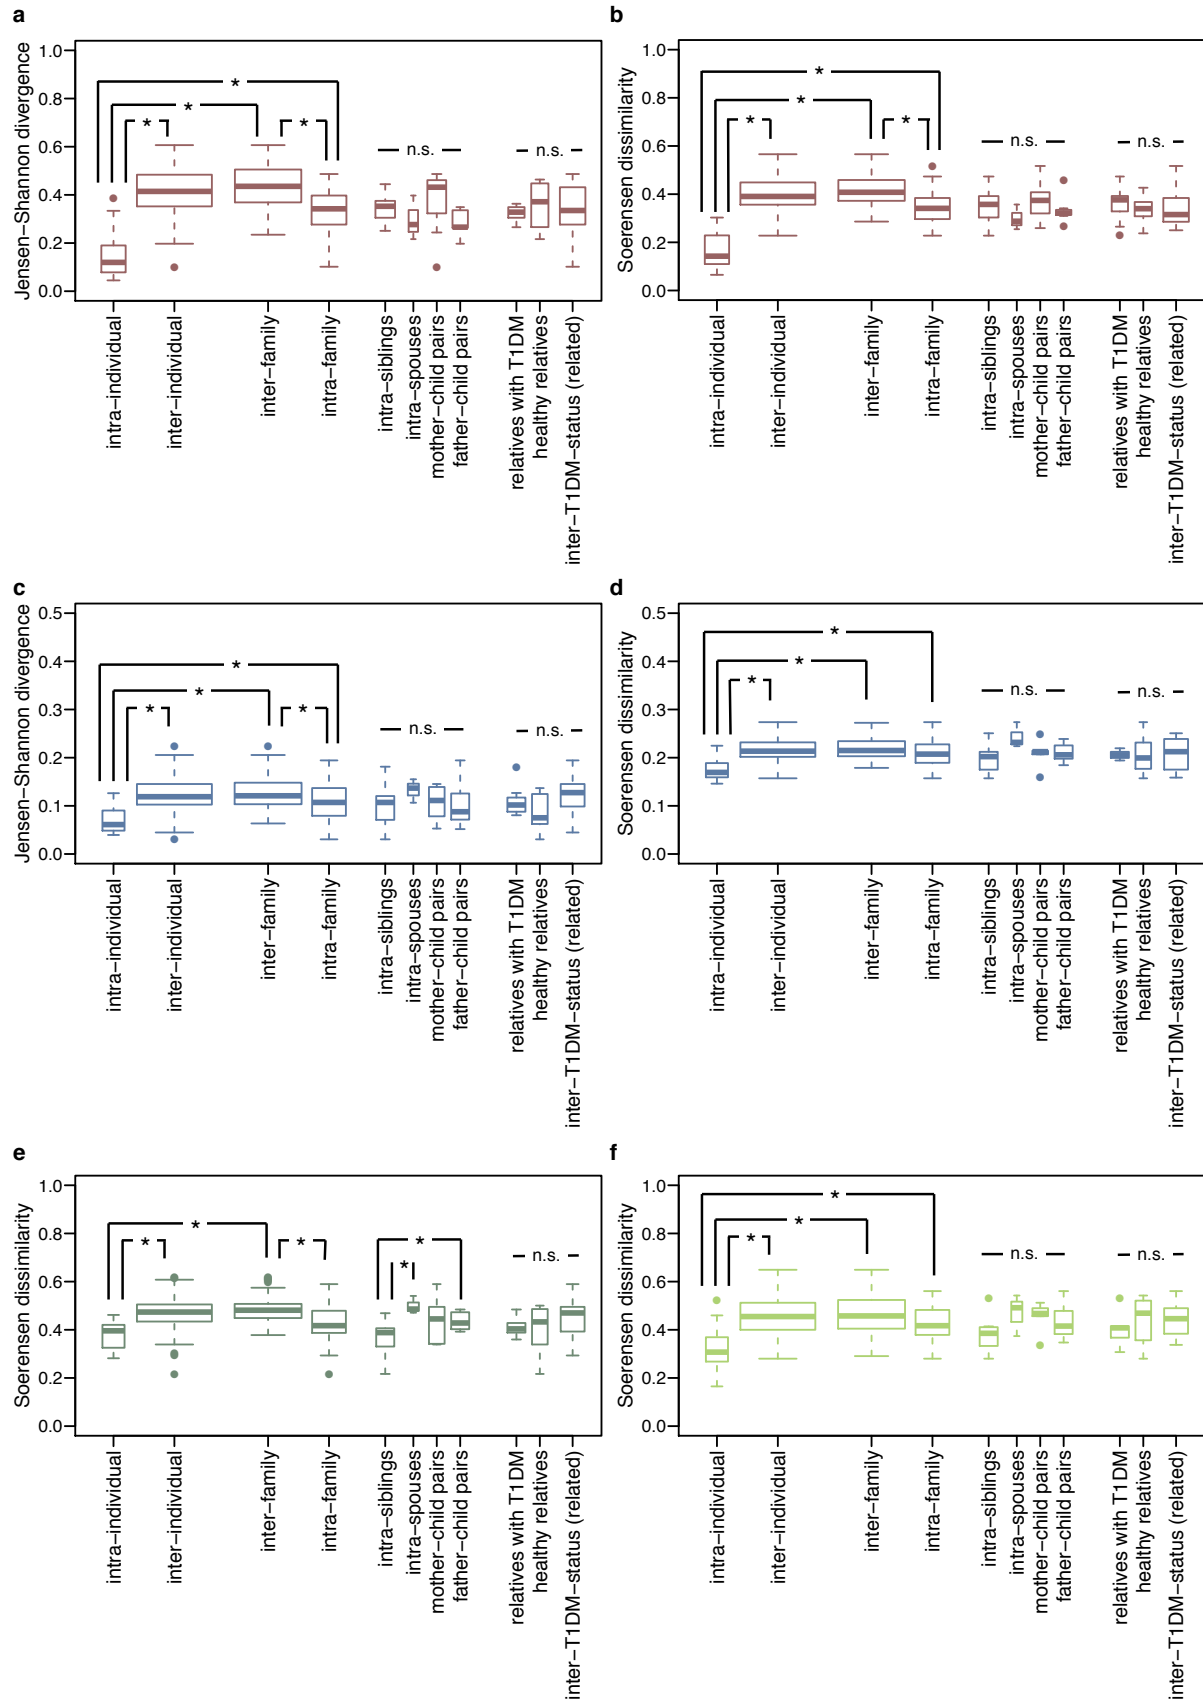 a
Jensen−Shannon divergence
1.0
0.8
0.6
0.4
0.2
0.0
*
*
*
*
n.s.
n.s.
intra−individual
inter−individual
inter−family
intra−family
intra−siblings
intra−spouses
mother−child pairs
father−child pairs
relatives with T1DM
healthy relatives
inter−T1DM−status (related)
b
Soerensen dissimilarity
1.0
0.8
0.6
0.4
0.2
0.0
*
*
*
*
n.s.
n.s.
intra−individual
inter−individual
inter−family
intra−family
intra−siblings
intra−spouses
mother−child pairs
father−child pairs
relatives with T1DM
healthy relatives
inter−T1DM−status (related)
c
Jensen−Shannon divergence
0.5
0.4
0.3
0.2
0.1
0.0
*
*
*
*
n.s.
n.s.
intra−individual
inter−individual
inter−family
intra−family
intra−siblings
intra−spouses
mother−child pairs
father−child pairs
relatives with T1DM
healthy relatives
inter−T1DM−status (related)
d
Soerensen dissimilarity
0.5
0.4
0.3
0.2
0.1
0.0
*
*
*
n.s.
n.s.
intra−individual
inter−individual
inter−family
intra−family
intra−siblings
intra−spouses
mother−child pairs
father−child pairs
relatives with T1DM
healthy relatives
inter−T1DM−status (related)
e
Soerensen dissimilarity
1.0
0.8
0.6
0.4
0.2
0.0
*
*
*
*
*
n.s.
intra−individual
inter−individual
inter−family
intra−family
intra−siblings
intra−spouses
mother−child pairs
father−child pairs
relatives with T1DM
healthy relatives
inter−T1DM−status (related)
f
Soerensen dissimilarity
1.0
0.8
0.6
0.4
0.2
0.0
*
*
*
n.s.
n.s.
intra−individual
inter−individual
inter−family
intra−family
intra−siblings
intra−spouses
mother−child pairs
father−child pairs
relatives with T1DM
healthy relatives
inter−T1DM−status (related)